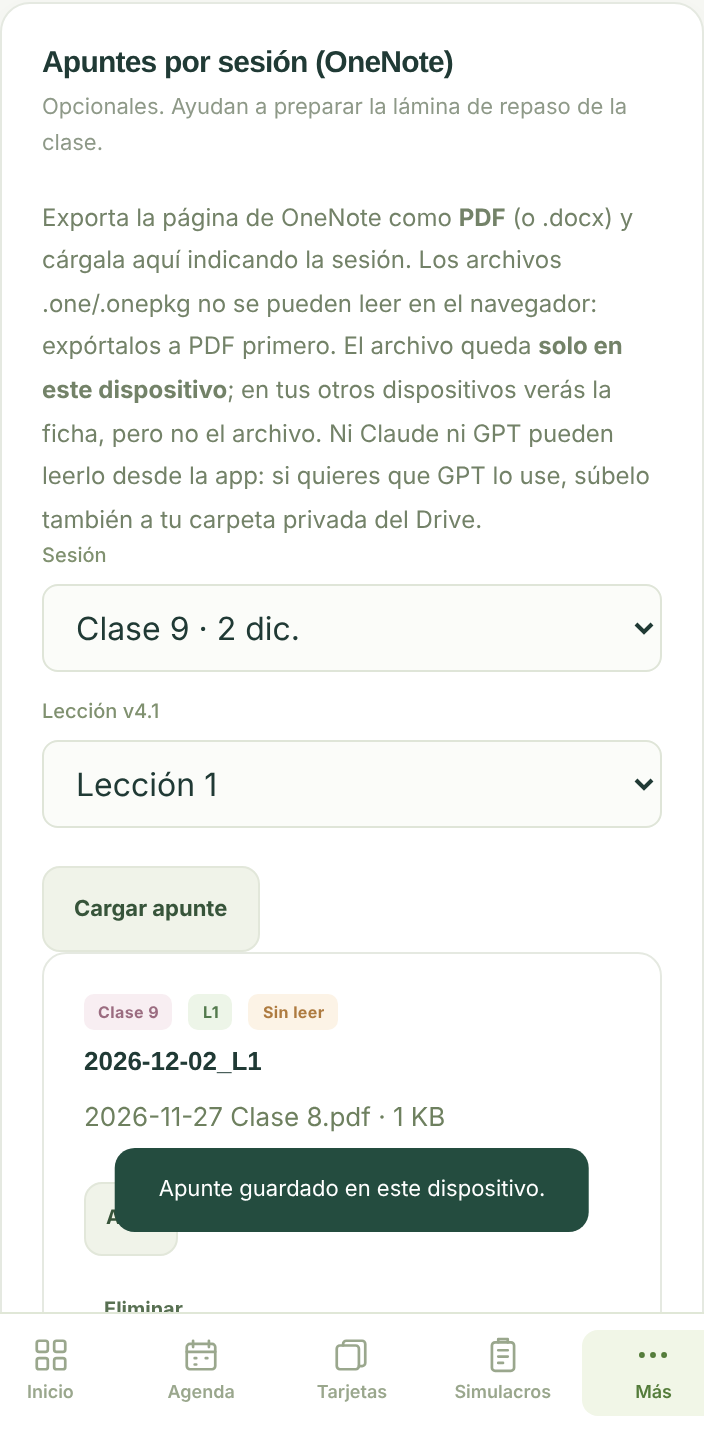 Apuntes por sesión (OneNote)
Opcionales. Ayudan a preparar la lámina de repaso de la
clase.
Exporta la página de OneNote como PDF (o .docx) y
cárgala aquí indicando la sesión. Los archivos
.one/.onepkg no se pueden leer en el navegador:
expórtalos a PDF primero. El archivo queda solo en
este dispositivo; en tus otros dispositivos verás la
ficha, pero no el archivo. Ni Claude ni GPT pueden
leerlo desde la app: si quieres que GPT lo use, súbelo
también a tu carpeta privada del Drive.
Sesión
Clase 9 · 2 dic.
Lección v4.1
Lección 1
Cargar apunte
Clase 9 L1 Sin leer
2026-12-02_L1
2026-11-27 Clase 8.pdf · 1 KB
Apunte guardado en este dispositivo.
Eliminar
Inicio Agenda Tarjetas Simulacros Más